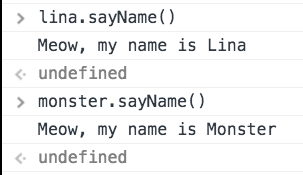 > lina.sayName()
Meow, my name is Lina
< undefined
> monster.sayName()
Meow, my name is Monster
< undefined